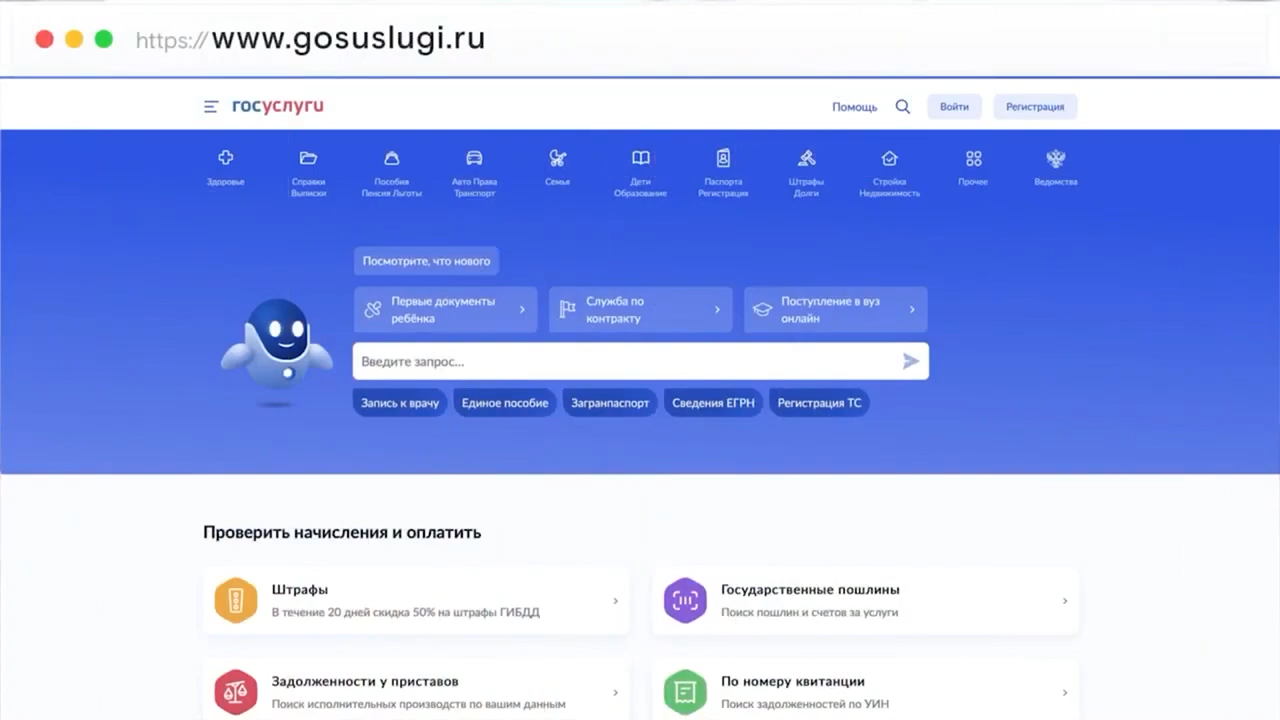 https://www.gosuslugi.ru
госуслуги
Помощь
Войти
Регистрация
Здоровье
Справки
Выписки
Пособия
Пенсия Льготы
Авто Права
Транспорт
Семья
Дети
Образование
Паспорта
Регистрация
Штрафы
Долги
Стройка
Недвижимость
Прочее
Ведомства
Посмотрите, что нового
Первые документы
ребёнка
Служба по
контракту
Поступление в вуз
онлайн
Введите запрос...
Запись к врачу
Единое пособие
Загранпаспорт
Сведения ЕГРН
Регистрация ТС
Проверить начисления и оплатить
Штрафы
В течение 20 дней скидка 50% на штрафы ГИБДД
Государственные пошлины
Поиск пошлин и счетов за услуги
Задолженности у приставов
Поиск исполнительных производств по вашим данным
По номеру квитанции
Поиск задолженностей по УИН